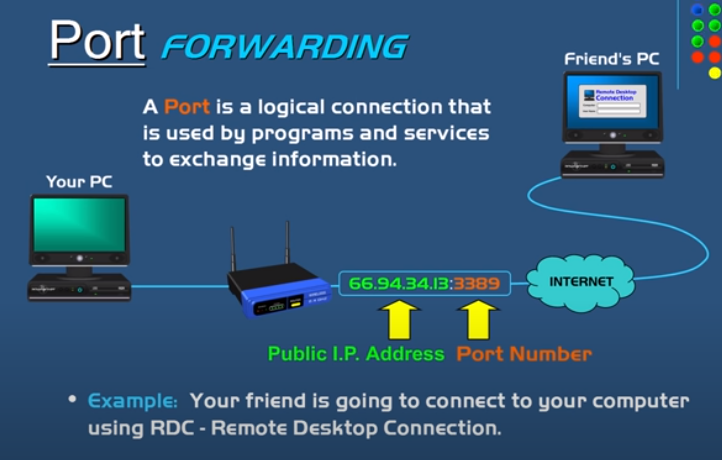 Port FORWARDING
Friend's PC
Remote Desktop
Connection
A Port is a logical connection that
is used by programs and services
to exchange information.
Your PC
66.94.34.13:3389
INTERNET
Public I.P. Address Port Number
• Example: Your friend is going to connect to your computer
using RDC - Remote Desktop Connection.